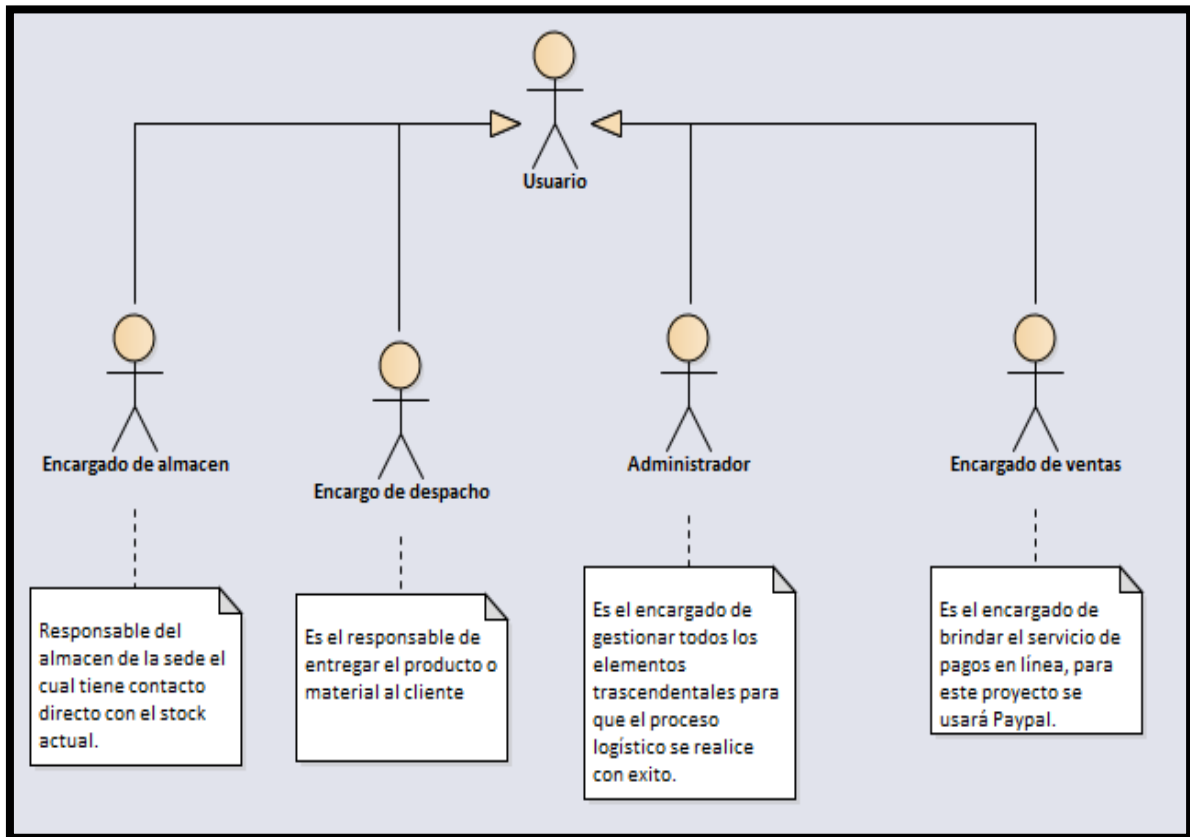 Usuario
Encargado de almacen
Encargo de despacho
Administrador
Encargado de ventas
Responsable del
almacen de la sede el
cual tiene contacto
directo con el stock
actual.
Es el responsable de
entregar el producto o
material al cliente
Es el encargado de
gestionar todos los
elementos
trascendentales para
que el proceso
logístico se realice
con exito.
Es el encargado de
brindar el servicio de
pagos en línea, para
este proyecto se
usará Paypal.